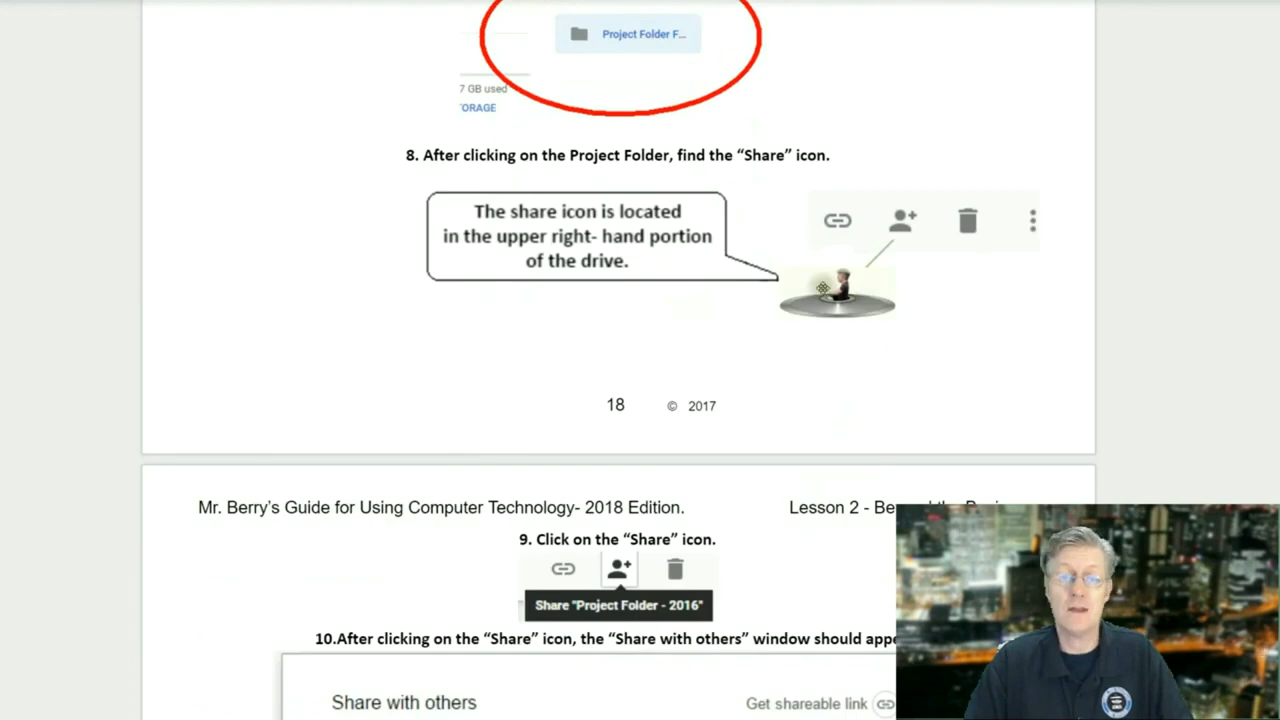 Project Folder F...
7 GB used
ORAGE
8. After clicking on the Project Folder, find the “Share” icon.
The share icon is located
in the upper right- hand portion
of the drive.
18 © 2017
Mr. Berry’s Guide for Using Computer Technology- 2018 Edition. Lesson 2 -
9. Click on the “Share” icon.
Share "Project Folder - 2016"
10.After clicking on the “Share” icon, the “Share with others” window should appe
Share with others Get shareable link